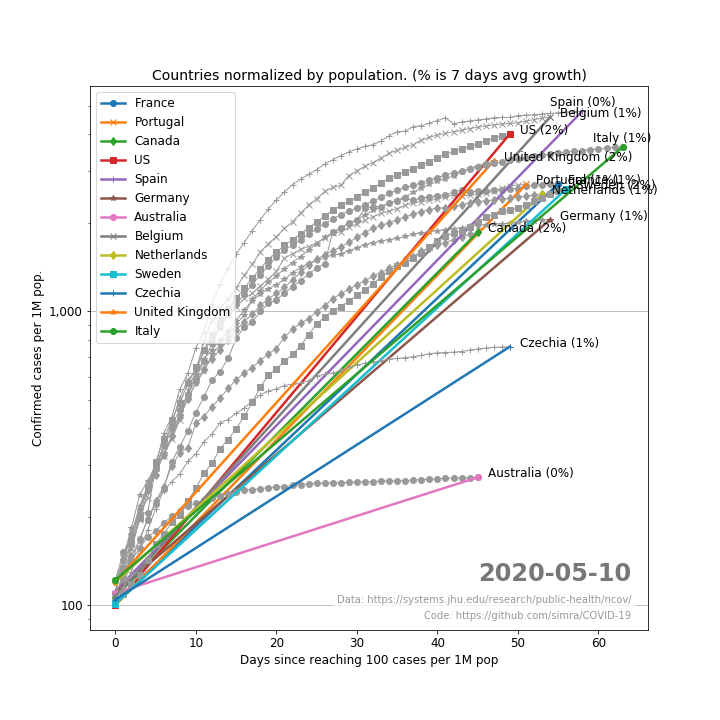 Countries normalized by population. (% is 7 days avg growth)
France
Portugal
Canada
US
Spain
Germany
Australia
Belgium
Netherlands
Sweden
Czechia
United Kingdom
Italy
Spain (0%)
Belgium (1%)
US (2%)
Italy (1%)
United Kingdom (2%)
Portugal (1%)
France (1%)
Sweden (2%)
Netherlands (1%)
Germany (1%)
Canada (2%)
Czechia (1%)
Australia (0%)
2020-05-10
Data: https://systems.jhu.edu/research/public-health/ncov/
Code: https://github.com/simra/COVID-19
1,000
100
Confirmed cases per 1M pop.
0 10 20 30 40 50 60
Days since reaching 100 cases per 1M pop